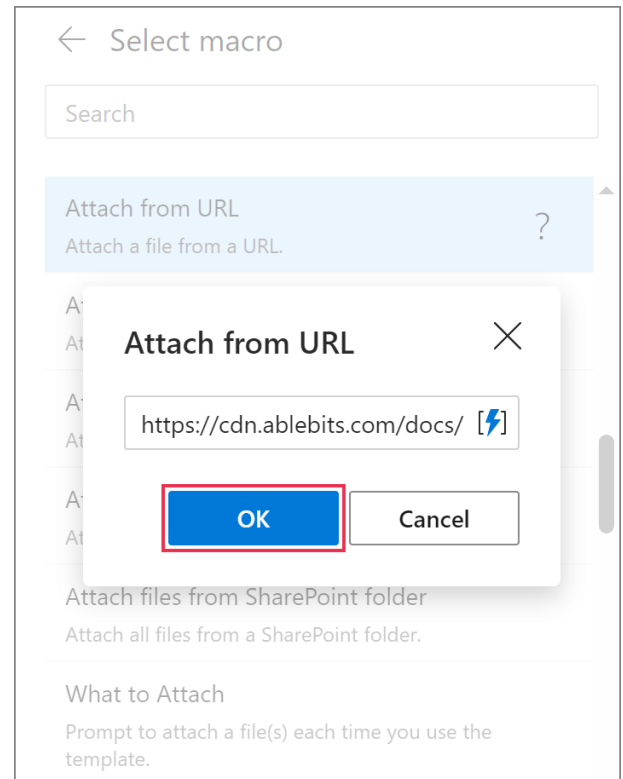 Select macro
Search
Attach from URL
?
Attach a file from a URL.
Attach from URL
https://cdn.ablebits.com/docs/
OK
Cancel
Attach files from SharePoint folder
Attach all files from a SharePoint folder.
What to Attach
Prompt to attach a file(s) each time you use the
template.